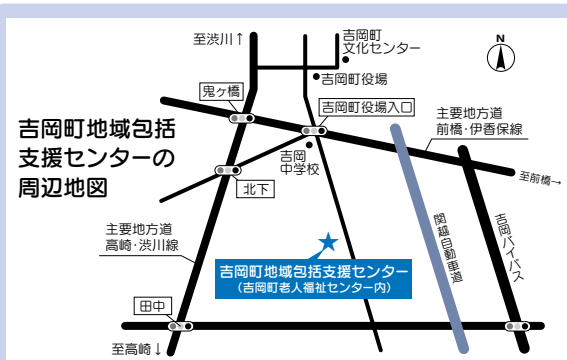 至渋川↑
吉岡町
文化センター
N
吉岡町役場
鬼ヶ橋
吉岡町役場入口
主要地方道
前橋・伊香保線
吉岡町地域包括
支援センターの
周辺地図
吉岡
中学校
至前橋→
北下
主要地方道
高崎・渋川線
関越自動車道
吉岡バイパス
吉岡町地域包括支援センター
（吉岡町老人福祉センター内）
田中
至高崎↓